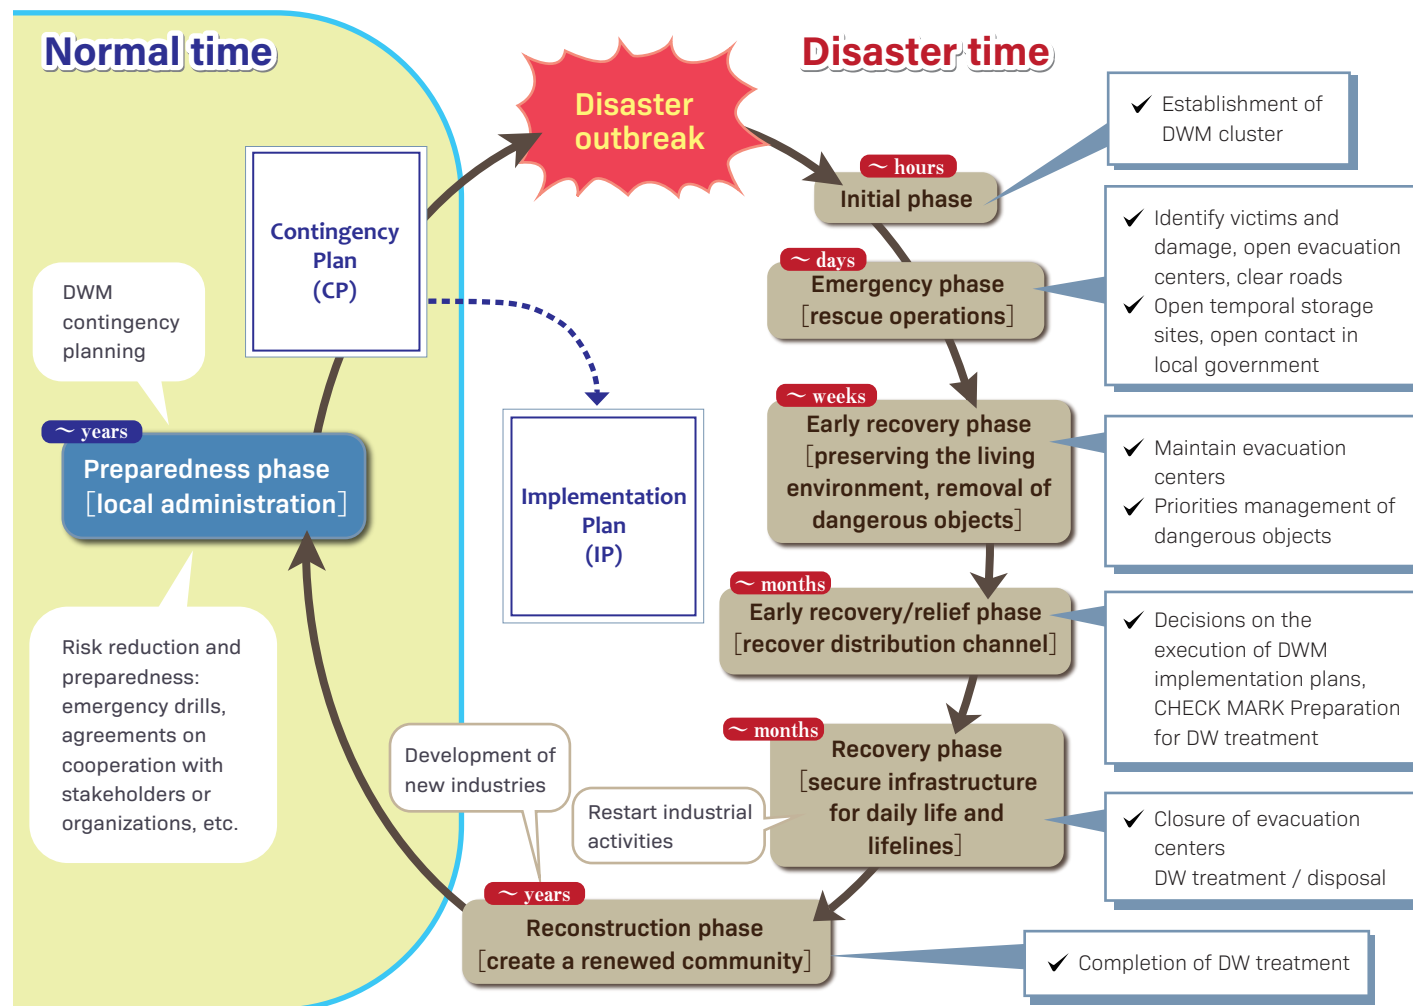 Normal time
Disaster time
Disaster
outbreak
Contingency
Plan
(CP)
DWM
contingency
planning
~ years
Preparedness phase
[local administration]
Risk reduction and
preparedness:
emergency drills,
agreements on
cooperation with
stakeholders or
organizations, etc.
Implementation
Plan
(IP)
~ hours
Initial phase
✓ Establishment of
DWM cluster
~ days
Emergency phase
[rescue operations]
✓ Identify victims and
damage, open evacuation
centers, clear roads
✓ Open temporal storage
sites, open contact in
local government
~ weeks
Early recovery phase
[preserving the living
environment, removal of
dangerous objects]
✓ Maintain evacuation
centers
✓ Priorities management of
dangerous objects
~ months
Early recovery/relief phase
[recover distribution channel]
✓ Decisions on the
execution of DWM
implementation plans,
CHECK MARK Preparation
for DW treatment
~ months
Recovery phase
[secure infrastructure
for daily life and
lifelines]
Restart industrial
activities
✓ Closure of evacuation
centers
DW treatment / disposal
Development of
new industries
~ years
Reconstruction phase
[create a renewed community]
✓ Completion of DW treatment